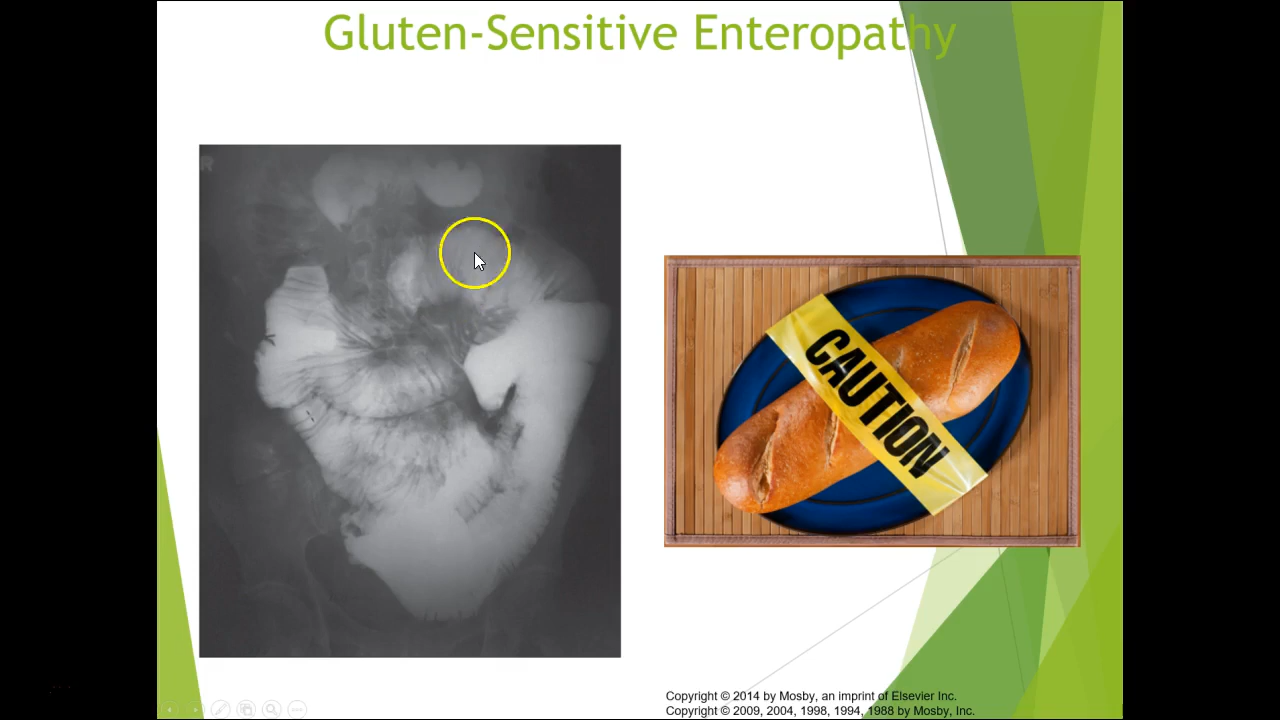 Gluten-Sensitive Enteropathy
R
CAUTION
Copyright © 2014 by Mosby, an imprint of Elsevier Inc.
Copyright © 2009, 2004, 1998, 1994, 1988 by Mosby, Inc.